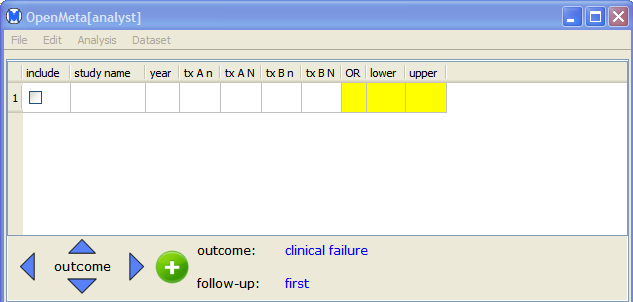 OpenMeta[analyst]
File Edit Analysis Dataset
include study name year tx A n tx A N tx B n tx B N OR lower upper
1
outcome
outcome: clinical failure
follow-up: first